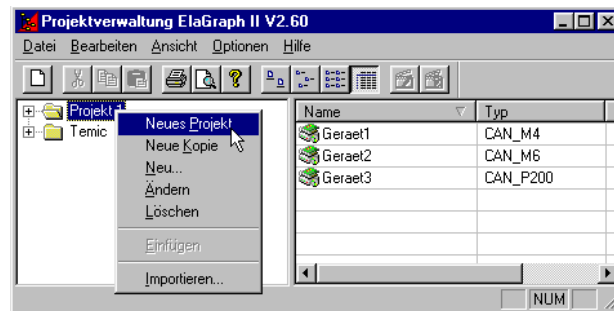 Projektverwaltung ElaGraph II V2.60
Datei Bearbeiten Ansicht Optionen Hilfe
Projekt 1
Temic
Neues Projekt
Neue Kopie
Neu...
Ändern
Löschen
Einfügen
Importieren...
Name Typ
Geraet1 CAN_M4
Geraet2 CAN_M6
Geraet3 CAN_P200
NUM